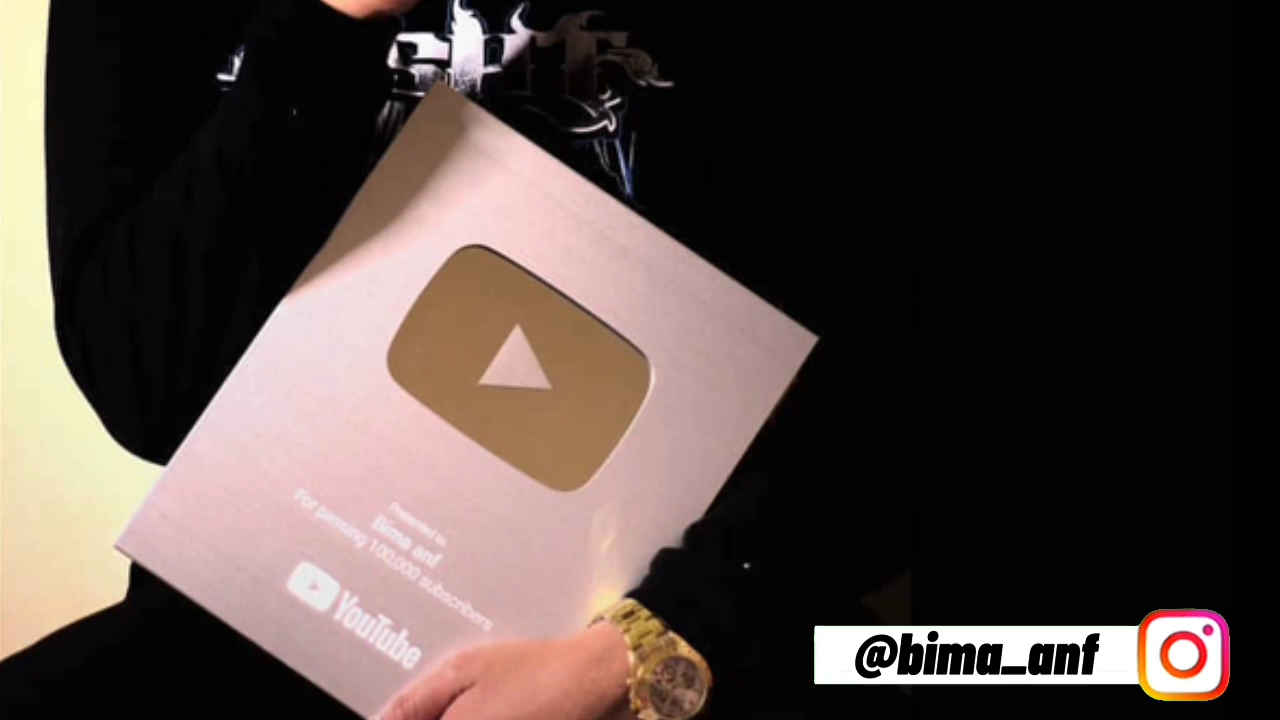 Presented to
Bima anf
For passing 100,000 subscribers
YouTube
@bima_anf